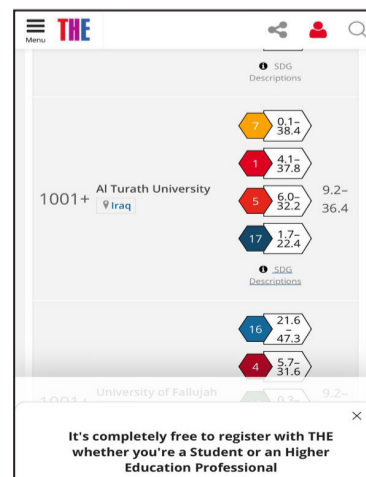 THE
Menu
SDG
Descriptions
7 0.1–
38.4
1 4.1–
37.8
1001+ Al Turath University
Iraq
5 6.0–
32.2
9.2–
36.4
17 1.7–
22.4
SDG
Descriptions
16 21.6
–
47.3
4 5.7–
31.6
1001+ University of Fallujah
0.3–
9.2–
It's completely free to register with THE
whether you're a Student or an Higher
Education Professional